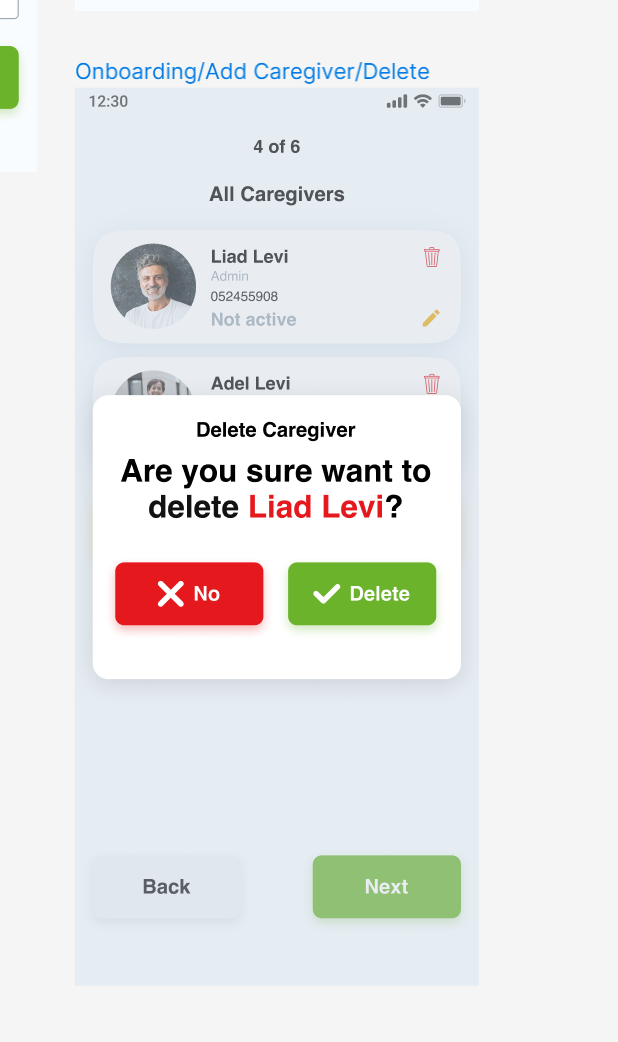 Onboarding/Add Caregiver/Delete
12:30
4 of 6
All Caregivers
Liad Levi
Admin
052455908
Not active
Adel Levi
Delete Caregiver
Are you sure want to
delete Liad Levi?
No
Delete
Back
Next